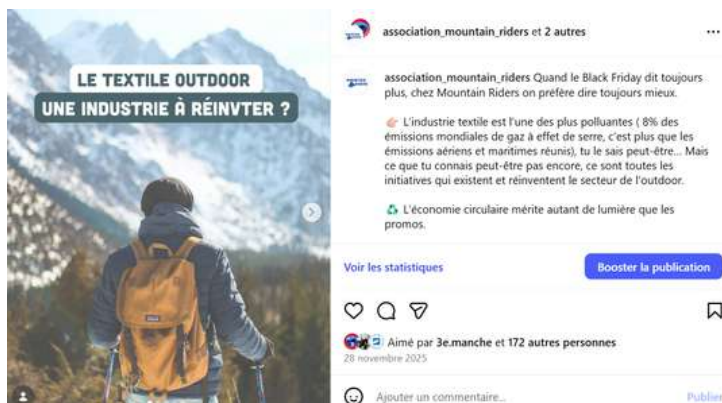 LE TEXTILE OUTDOOR
UNE INDUSTRIE À RÉINVTER ?
association_mountain_riders et 2 autres
association_mountain_riders Quand le Black Friday dit toujours
plus, chez Mountain Riders on préfère dire toujours mieux.
👉 L'industrie textile est l'une des plus polluantes ( 8% des
émissions mondiales de gaz à effet de serre, c'est plus que les
émissions aériens et maritimes réunis), tu le sais peut-être... Mais
ce que tu connais peut-être pas encore, ce sont toutes les
initiatives qui existent et réinventent le secteur de l'outdoor.
♻️ L'économie circulaire mérite autant de lumière que les
promos.
Voir les statistiques
Booster la publication
Aimé par 3e.manche et 172 autres personnes
28 novembre 2025
Ajouter un commentaire...
Publier